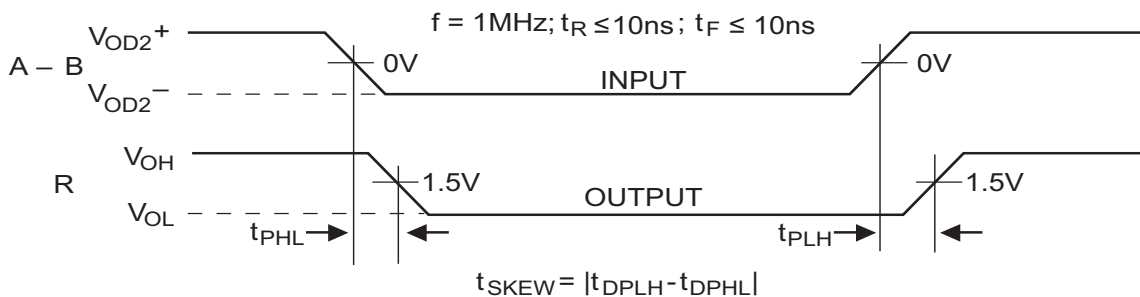 f = 1MHz; tR ≤ 10ns ; tF ≤ 10ns
VOD2+
A – B
0V
0V
INPUT
VOD2–
VOH
R
1.5V
1.5V
OUTPUT
VOL
tPHL
tPLH
tSKEW = |tDPLH - tDPHL|